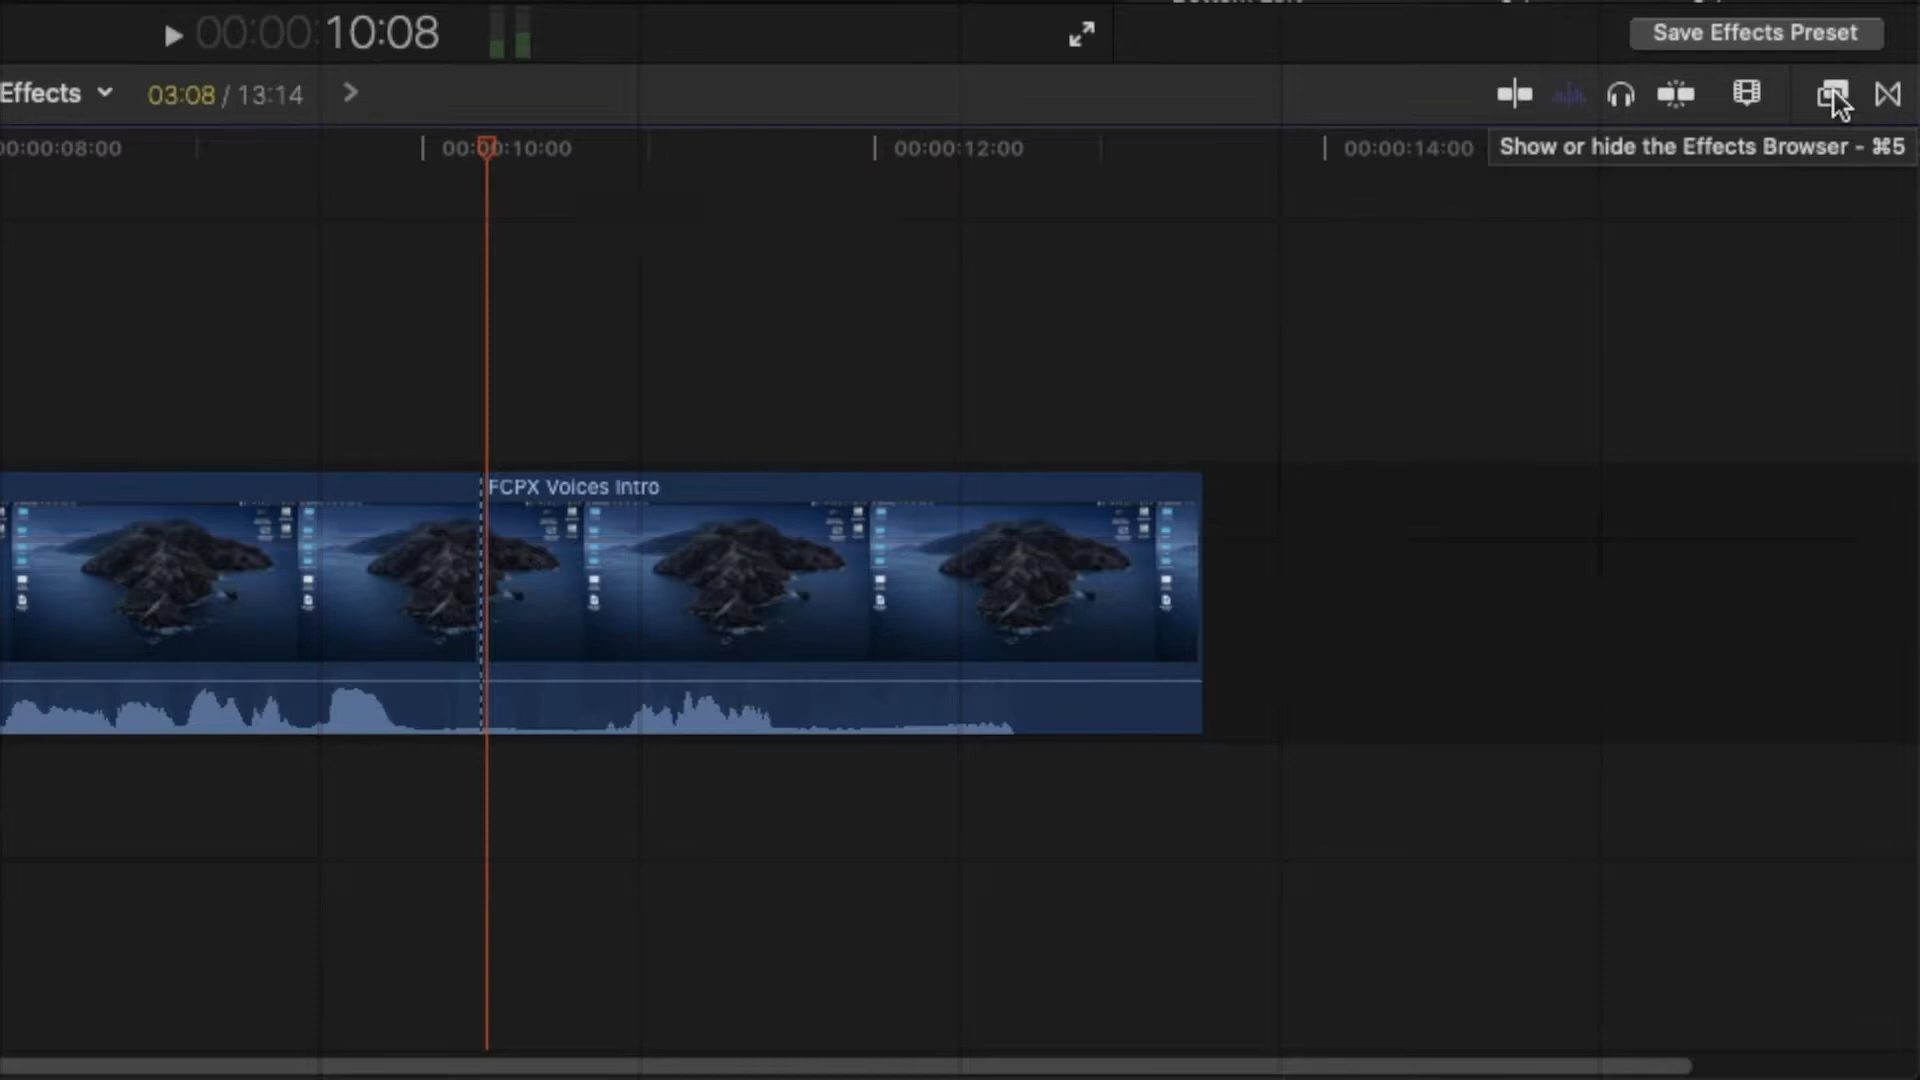 00:00:10:08
Save Effects Preset
Effects
03:08 / 13:14
00:00:08:00
00:00:10:00
00:00:12:00
00:00:14:00
Show or hide the Effects Browser - ⌘5
FCPX Voices Intro